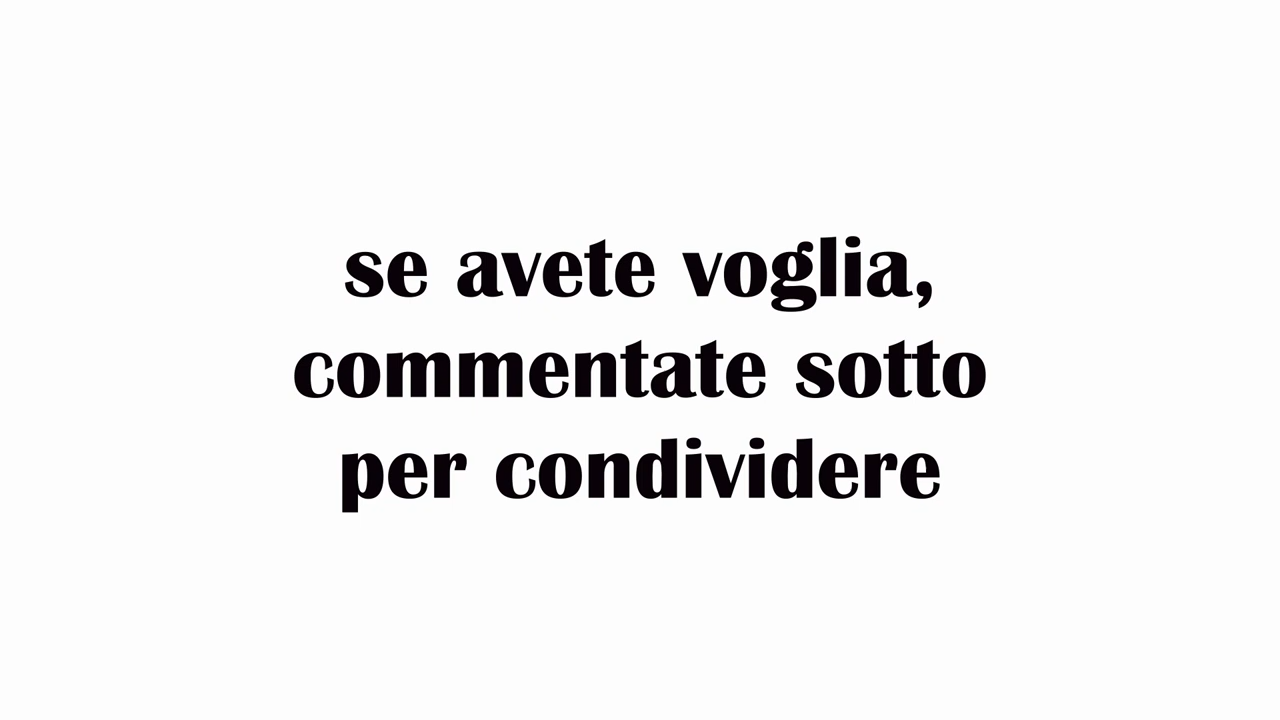 se avete voglia,
commentate sotto
per condividere